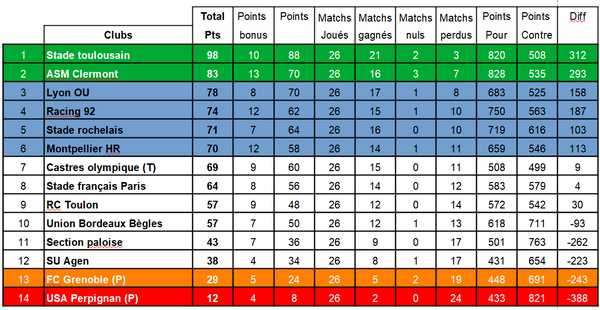 Total Points Points Matchs Matchs Matchs Matchs Points Points Diff
Clubs Pts bonus Joués gagnés nuls perdus Pour Contre
1 Stade toulousain 98 10 88 26 21 2 3 820 508 312
2 ASM Clermont 83 13 70 26 16 3 7 828 535 293
3 Lyon OU 78 8 70 26 17 1 8 683 525 158
4 Racing 92 74 12 62 26 15 1 10 750 563 187
5 Stade rochelais 71 7 64 26 16 0 10 719 616 103
6 Montpellier HR 70 12 58 26 14 1 11 659 546 113
7 Castres olympique (T) 69 9 60 26 15 0 11 508 499 9
8 Stade français Paris 64 8 56 26 14 0 12 583 579 4
9 RC Toulon 57 9 48 26 12 0 14 572 542 30
10 Union Bordeaux Bègles 57 7 50 26 12 1 13 618 711 -93
11 Section paloise 43 7 36 26 9 0 17 501 763 -262
12 SU Agen 38 4 34 26 8 1 17 431 654 -223
13 FC Grenoble (P) 29 5 24 26 5 2 19 448 691 -243
14 USA Perpignan (P) 12 4 8 26 2 0 24 433 821 -388